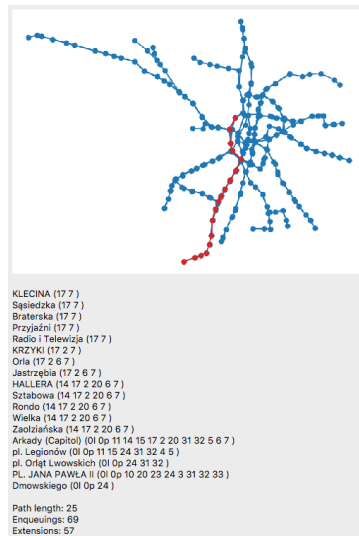 KLECINA (17 7 )
Sąsiedzka (17 7 )
Braterska (17 7 )
Przyjaźni (17 7 )
Radio i Telewizja (17 7 )
KRZYKI (17 2 7 )
Orla (17 2 6 7 )
Jastrzębia (17 2 6 7 )
HALLERA (14 17 2 20 6 7 )
Sztabowa (14 17 2 20 6 7 )
Rondo (14 17 2 20 6 7 )
Wielka (14 17 2 20 6 7 )
Zaolziańska (14 17 2 20 6 7 )
Arkady (Capitol) (0l 0p 11 14 15 17 2 20 31 32 5 6 7 )
pl. Legionów (0l 0p 11 15 24 31 32 4 5 )
pl. Orląt Lwowskich (0l 0p 24 31 32 )
PL. JANA PAWŁA II (0l 0p 10 20 23 24 3 31 32 33 )
Dmowskiego (0l 0p 24 )
Path length: 25
Enqueuings: 69
Extensions: 57